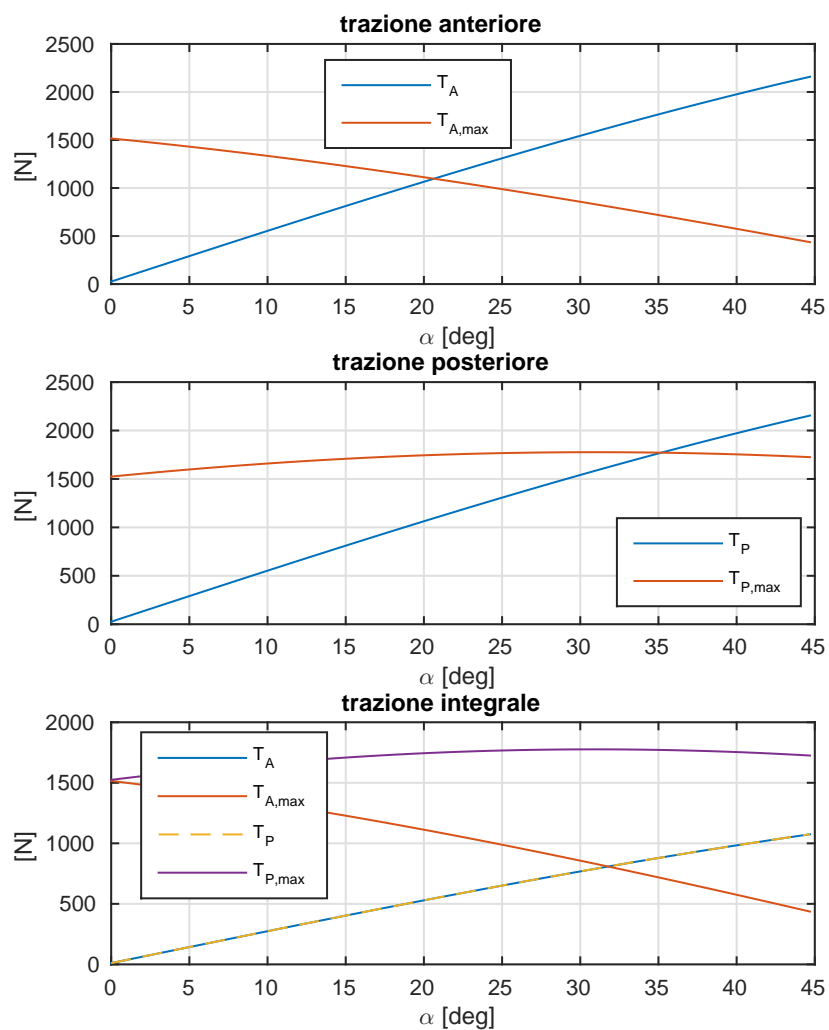 trazione anteriore
2500
2000
1500
1000
500
0
[N]
T_A
T_A,max
0 5 10 15 20 25 30 35 40 45
α [deg]
trazione posteriore
2500
2000
1500
1000
500
0
[N]
T_P
T_P,max
0 5 10 15 20 25 30 35 40 45
α [deg]
trazione integrale
2000
1500
1000
500
0
[N]
T_A
T_A,max
T_P
T_P,max
0 5 10 15 20 25 30 35 40 45
α [deg]